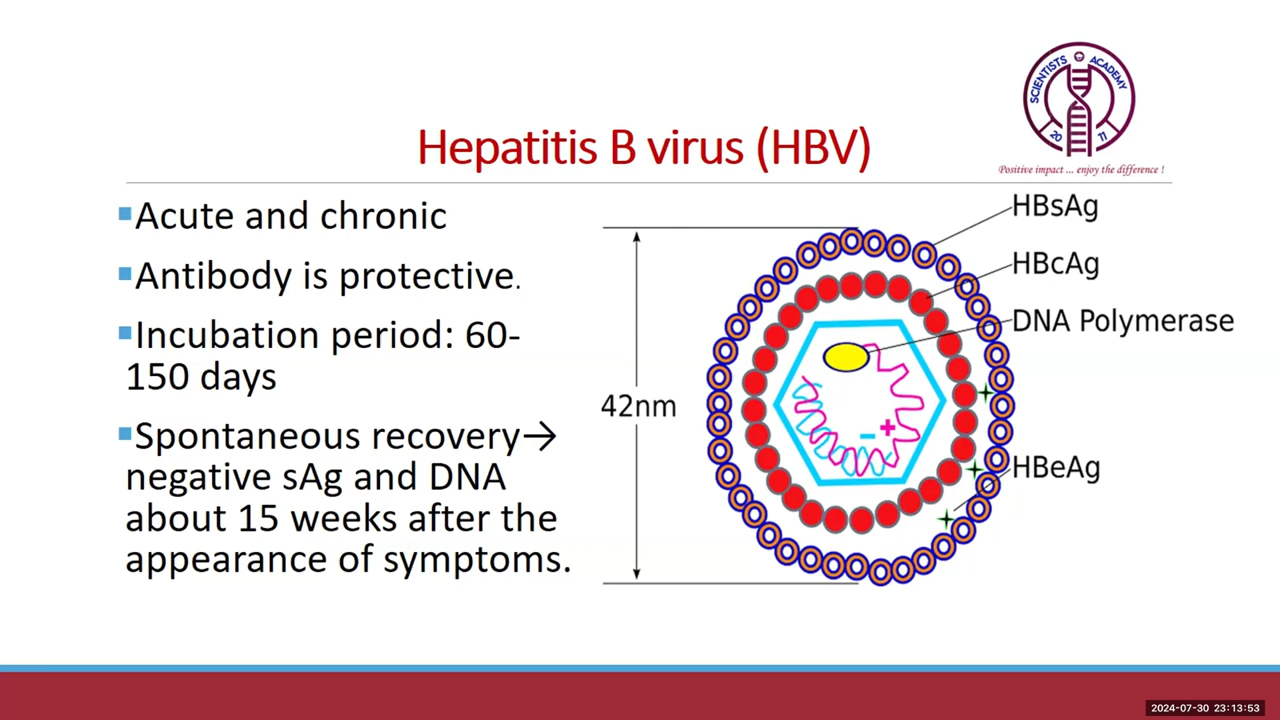 SCIENTISTS ACADEMY
20 17
Positive impact ... enjoy the difference !
Hepatitis B virus (HBV)
▪Acute and chronic
▪Antibody is protective.
▪Incubation period: 60-
150 days
▪Spontaneous recovery→
negative sAg and DNA
about 15 weeks after the
appearance of symptoms.
42nm
HBsAg
HBcAg
DNA Polymerase
− +
HBeAg
2024-07-30 23:13:53